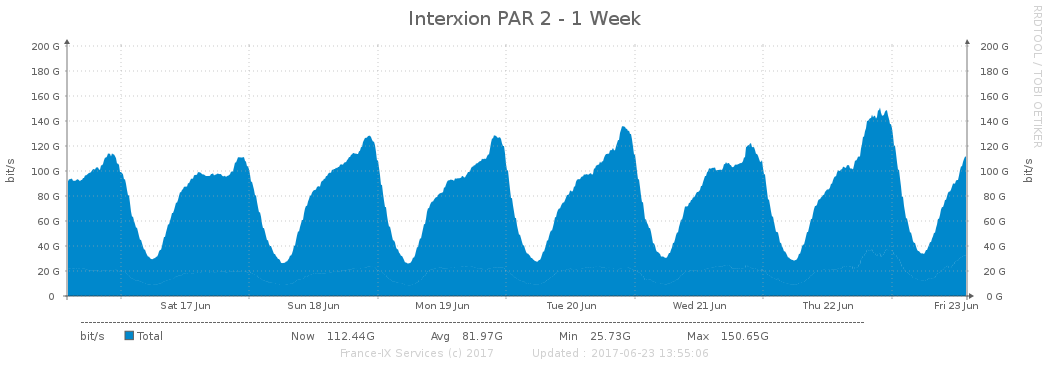 Interxion PAR 2 - 1 Week
RRDTOOL / TOBI OETIKER
bit/s
bit/s
200 G 200 G
180 G 180 G
160 G 160 G
140 G 140 G
120 G 120 G
100 G 100 G
80 G 80 G
60 G 60 G
40 G 40 G
20 G 20 G
0 0 G
Sat 17 Jun Sun 18 Jun Mon 19 Jun Tue 20 Jun Wed 21 Jun Thu 22 Jun Fri 23 Jun
bit/s Total Now 112.44G Avg 81.97G Min 25.73G Max 150.65G
France-IX Services (c) 2017 Updated : 2017-06-23 13:55:06